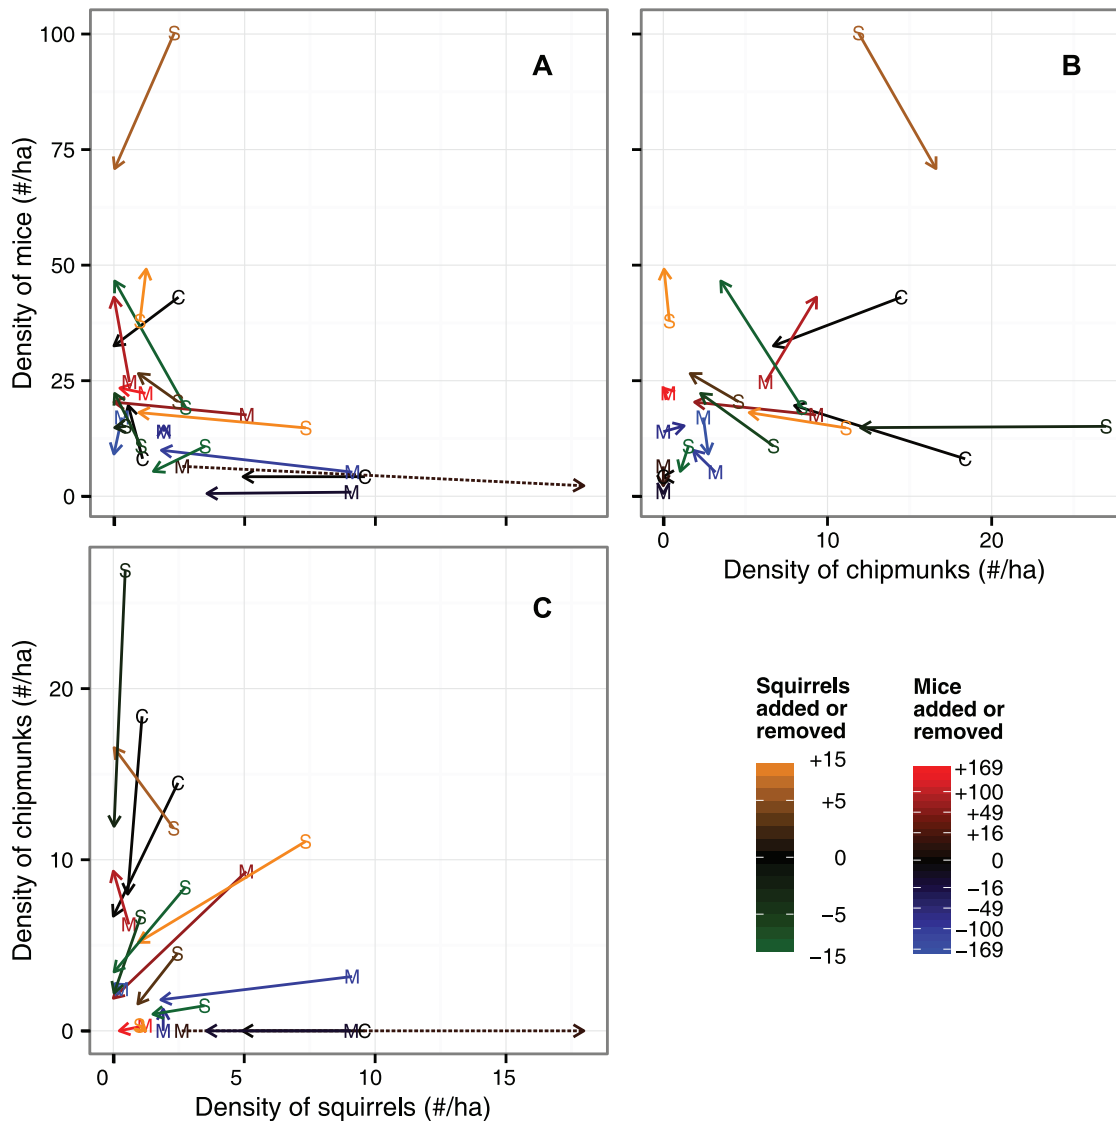 100
75
50
25
0
Density of mice (#/ha)
A
S
S
C
S
M
M
S
S
M
S
M
S
C
M
S
S
C
M
M
C
M
B
S
C
S
M
M
S
S
M
S
S
M
M
S
C
S
M
M
C
M
0 10 20
Density of chipmunks (#/ha)
20
10
0
Density of chipmunks (#/ha)
C
S
C
C
S
S
M
S
S
M
S
M
M
S
S
M
M
M
M
C
0 5 10 15
Density of squirrels (#/ha)
Squirrels
added or
removed
+15
+5
0
−5
−15
Mice
added or
removed
+169
+100
+49
+16
0
−16
−49
−100
−169